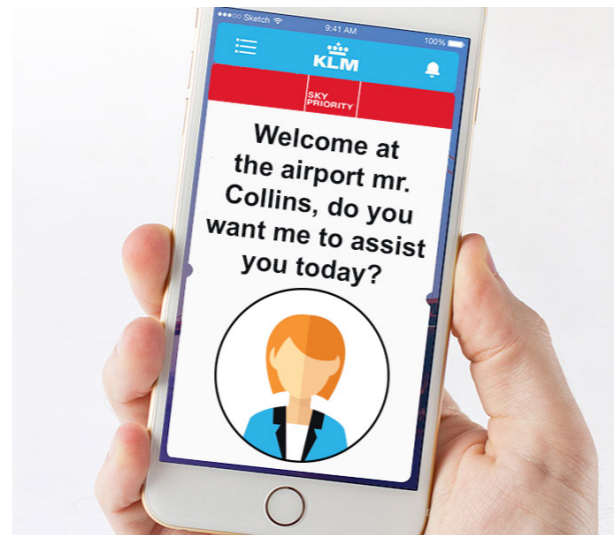 Sketch 9:41 AM 100%
KLM
SKY
PRIORITY
Welcome at
the airport mr.
Collins, do you
want me to assist
you today?